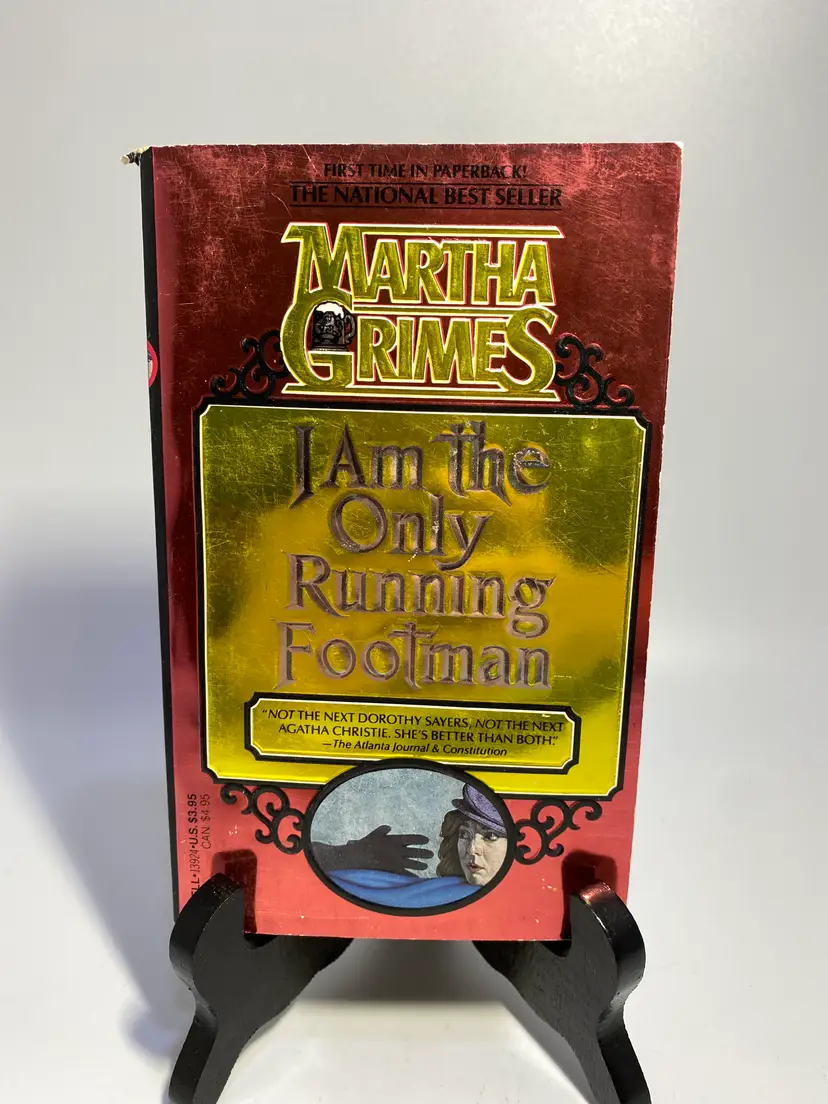 FIRST TIME IN PAPERBACK!
THE NATIONAL BEST SELLER
MARTHA
GRIMES
I Am the
Only
Running
Footman
"NOT THE NEXT DOROTHY SAYERS, NOT THE NEXT
AGATHA CHRISTIE. SHE'S BETTER THAN BOTH."
—The Atlanta Journal & Constitution
13924•U.S. $3.95
CAN $4.95